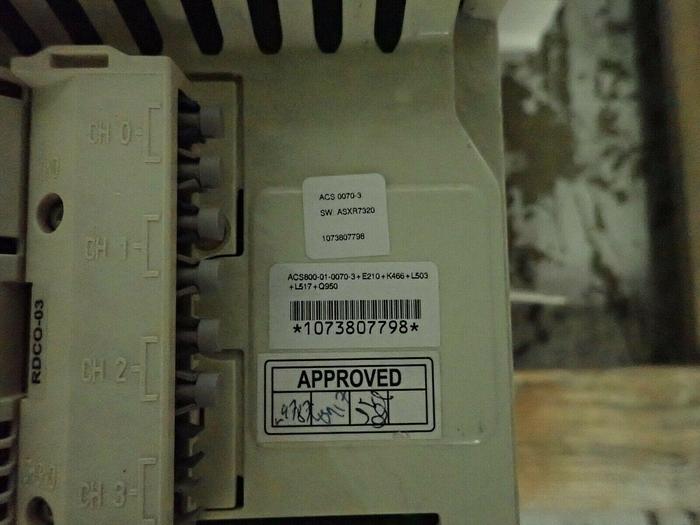 CH 0
CH 1
CH 2
CH 3
RDCO-03
ACS 0070-3
SW ASXR7320
1073807798
ACS800-01-0070-3+E210+K466+L503
+L517+Q950
*1073807798*
APPROVED